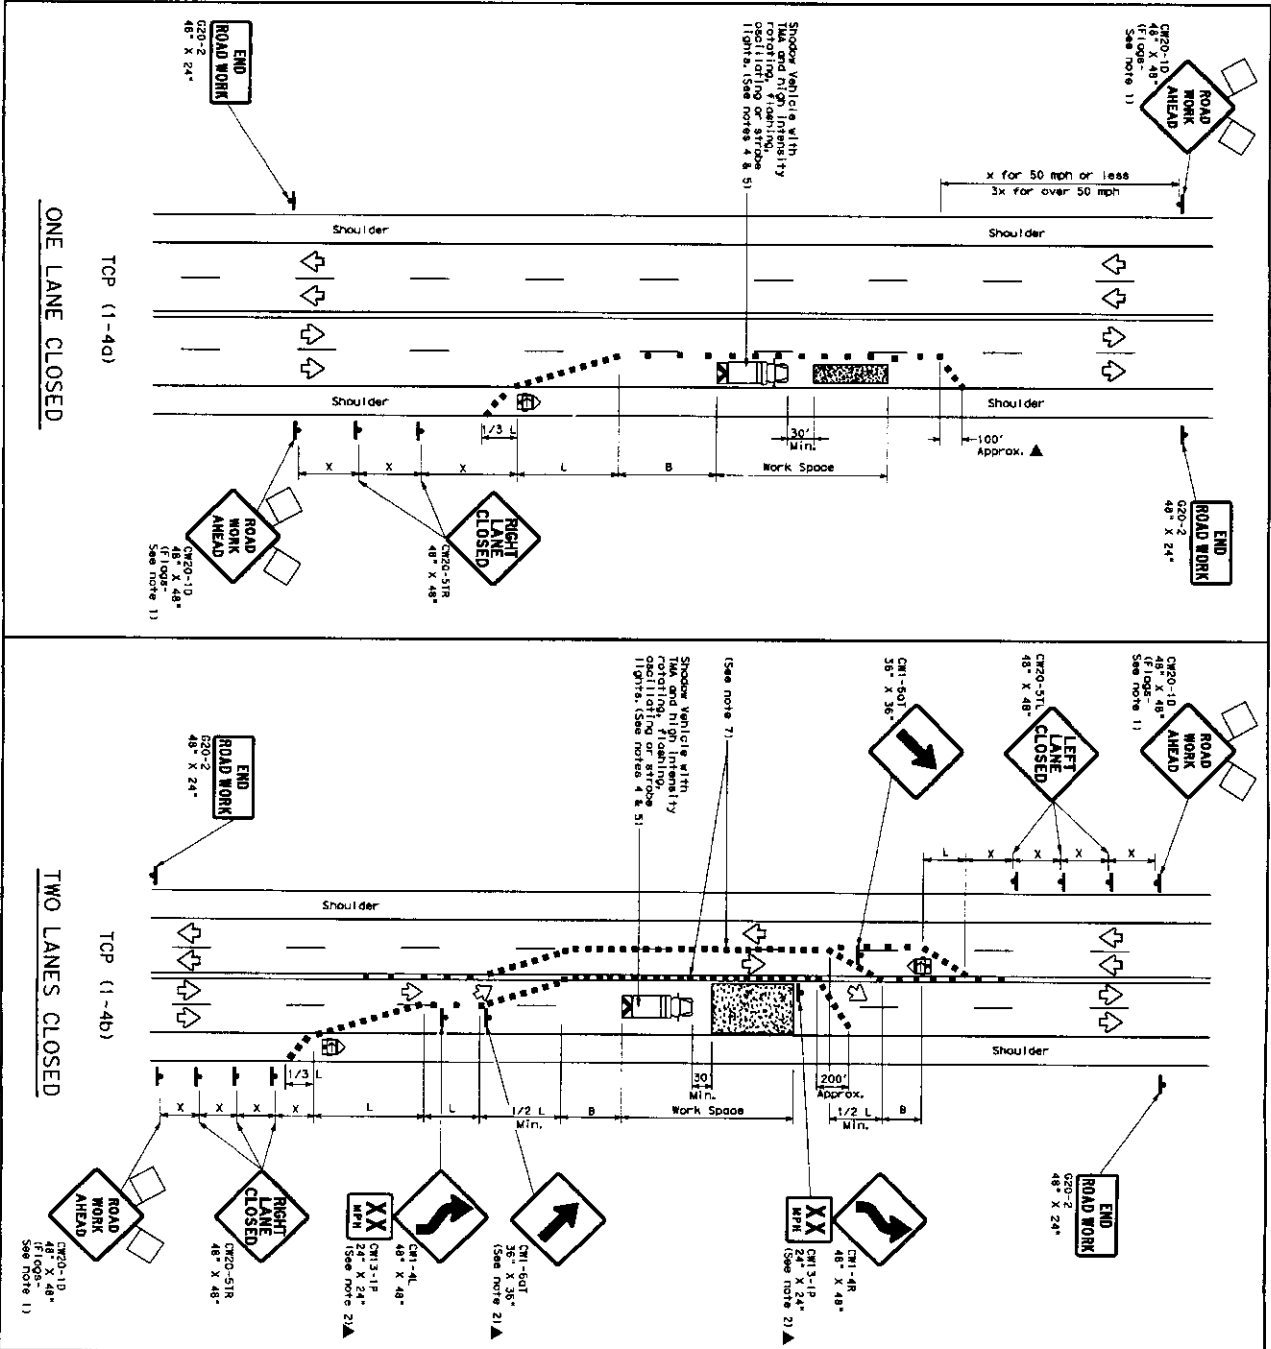 CW20-1D
48" X 48"
(Flags-
See note 1)
ROAD
WORK
AHEAD
x for 50 mph or less
3x for over 50 mph
Shadow Vehicle with
TMA and high intensity
rotating, flashing,
oscillating or strobe
lights. (See notes 4 & 5)
END
ROAD WORK
G20-2
48" X 24"
Shoulder
Shoulder
Shoulder
Shoulder
1/3 L
X
X
X
L
B
30'
Min.
Work Space
100'
Approx. ▲
END
ROAD WORK
G20-2
48" X 24"
RIGHT
LANE
CLOSED
CW20-5TR
48" X 48"
ROAD
WORK
AHEAD
CW20-1D
48" X 48"
(Flags-
See note 1)
TCP (1-4a)
ONE LANE CLOSED
CW20-1D
48" X 48"
(Flags-
See note 1)
ROAD
WORK
AHEAD
CW20-5TL
48" X 48"
LEFT
LANE
CLOSED
CW1-6aT
36" X 36"
(See note 7)
Shadow Vehicle with
TMA and high intensity
rotating, flashing,
oscillating or strobe
lights. (See notes 4 & 5)
END
ROAD WORK
G20-2
48" X 24"
L
X
X
X
X
Shoulder
Shoulder
1/3 L
X
X
X
X
L
L
1/2 L
Min.
B
30'
Min.
Work Space
200'
Approx.
1/2 L
Min.
B
END
ROAD WORK
G20-2
48" X 24"
CW1-4R
48" X 48"
XX
MPH
CW13-1P
24" X 24"
(See note 2) ▲
CW1-6aT
36" X 36"
(See note 2) ▲
CW1-4L
48" X 48"
XX
MPH
CW13-1P
24" X 24"
(See note 2) ▲
RIGHT
LANE
CLOSED
CW20-5TR
48" X 48"
ROAD
WORK
AHEAD
CW20-1D
48" X 48"
(Flags-
See note 1)
TCP (1-4b)
TWO LANES CLOSED